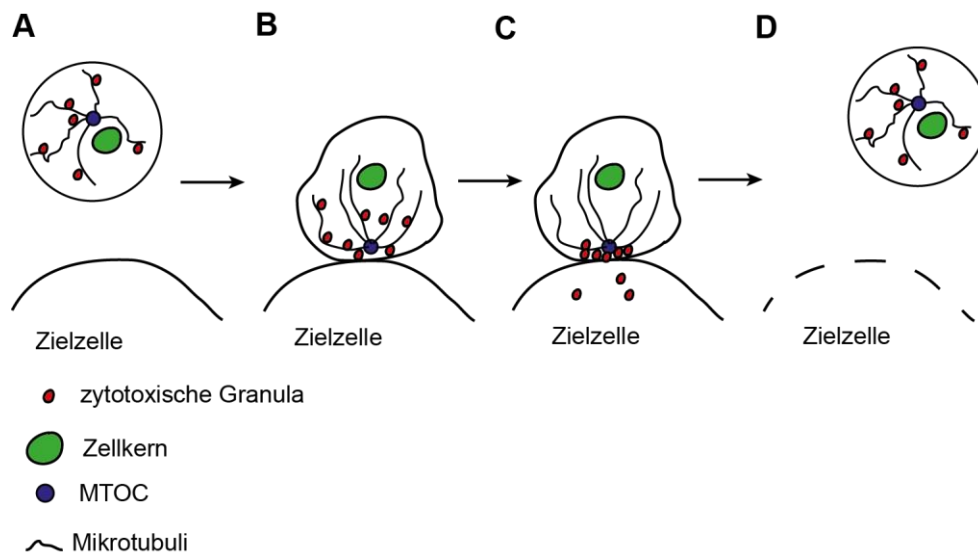 A B C D
Zielzelle Zielzelle Zielzelle Zielzelle
zytotoxische Granula
Zellkern
MTOC
Mikrotubuli